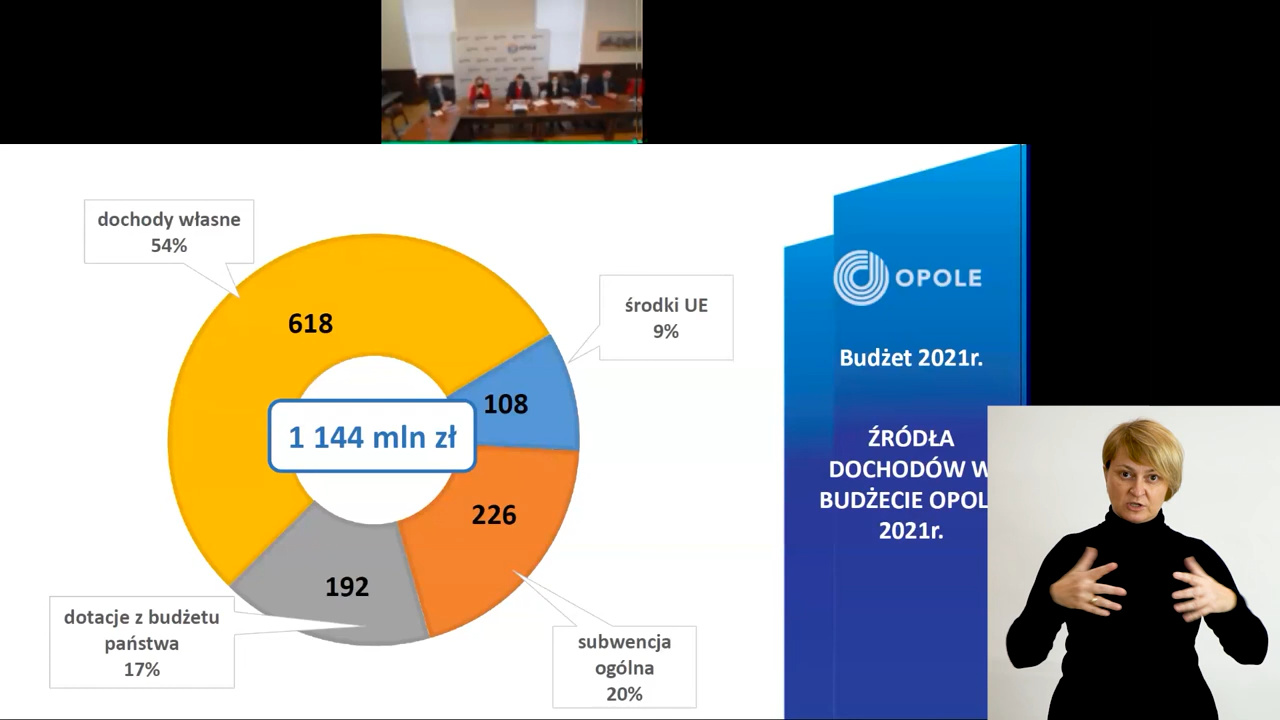 OPOLE
dochody własne
54%
618
środki UE
9%
108
1 144 mln zł
226
192
dotacje z budżetu
państwa
17%
subwencja
ogólna
20%
OPOLE
Budżet 2021r.
ŹRÓDŁA
DOCHODÓW W
BUDŻECIE OPOL
2021r.